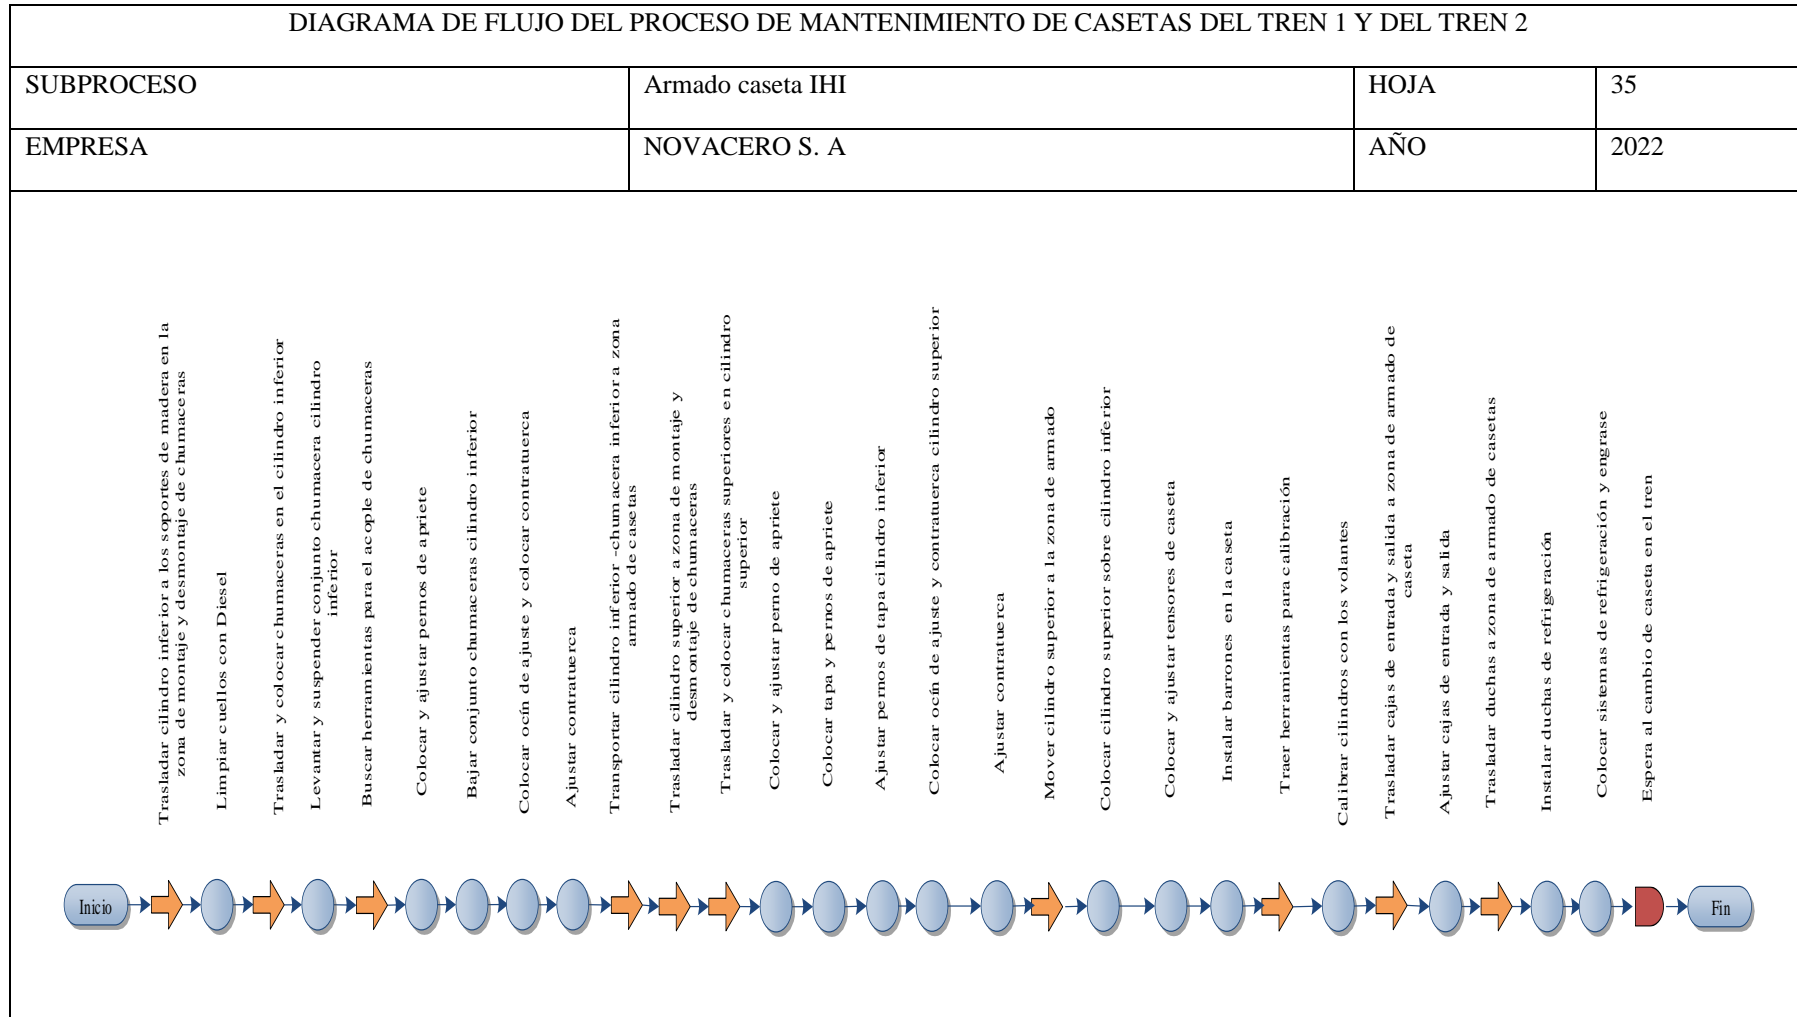 DIAGRAMA DE FLUJO DEL PROCESO DE MANTENIMIENTO DE CASETAS DEL TREN 1 Y DEL TREN 2
SUBPROCESO
Armado caseta IHI
HOJA
35
EMPRESA
NOVACERO S. A
AÑO
2022
Trasladar cilindro inferior a los soportes de madera en la
zona de montaje y desmontaje de chumaceras
Limpiar cuellos con Diesel
Trasladar y colocar chumaceras en el cilindro inferior
Levantar y suspender conjunto chumacera cilindro
inferior
Buscar herramientas para el acople de chumaceras
Colocar y ajustar pernos de apriete
Bajar conjunto chumaceras cilindro inferior
Colocar ocín de ajuste y colocar contratuerca
Ajustar contratuerca
Transportar cilindro inferior -chumacera inferior a zona
armado de casetas
Trasladar cilindro superior a zona de montaje y
desmontaje de chumaceras
Trasladar y colocar chumaceras superiores en cilindro
superior
Colocar y ajustar perno de apriete
Colocar tapa y pernos de apriete
Ajustar pernos de tapa cilindro inferior
Colocar ocín de ajuste y contratuerca cilindro superior
Ajustar contratuerca
Mover cilindro superior a la zona de armado
Colocar cilindro superior sobre cilindro inferior
Colocar y ajustar tensores de caseta
Instalar barrones en la caseta
Traer herramientas para calibración
Calibrar cilindros con los volantes
Trasladar cajas de entrada y salida a zona de armado de
caseta
Ajustar cajas de entrada y salida
Trasladar duchas a zona de armado de casetas
Instalar duchas de refrigeración
Colocar sistemas de refrigeración y engrase
Espera al cambio de caseta en el tren
Inicio
Fin